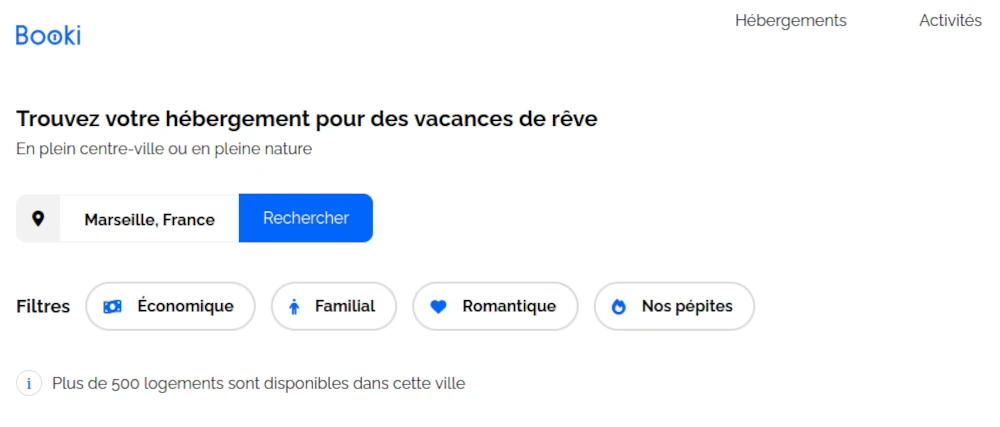 Booki
Hébergements Activités
Trouvez votre hébergement pour des vacances de rêve
En plein centre-ville ou en pleine nature
Marseille, France Rechercher
Filtres Économique Familial Romantique Nos pépites
i Plus de 500 logements sont disponibles dans cette ville